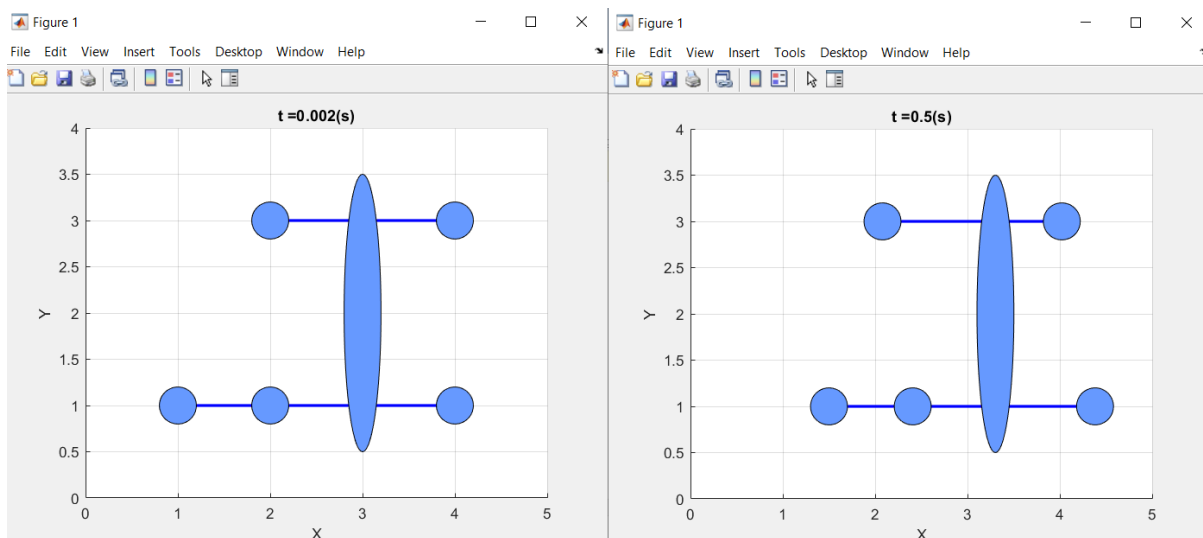 Figure 1
File Edit View Insert Tools Desktop Window Help
t =0.002(s)
4
3.5
3
2.5
2
1.5
1
0.5
0
Y
0 1 2 3 4 5
X
Figure 1
File Edit View Insert Tools Desktop Window Help
t =0.5(s)
4
3.5
3
2.5
2
1.5
1
0.5
0
Y
0 1 2 3 4 5
X